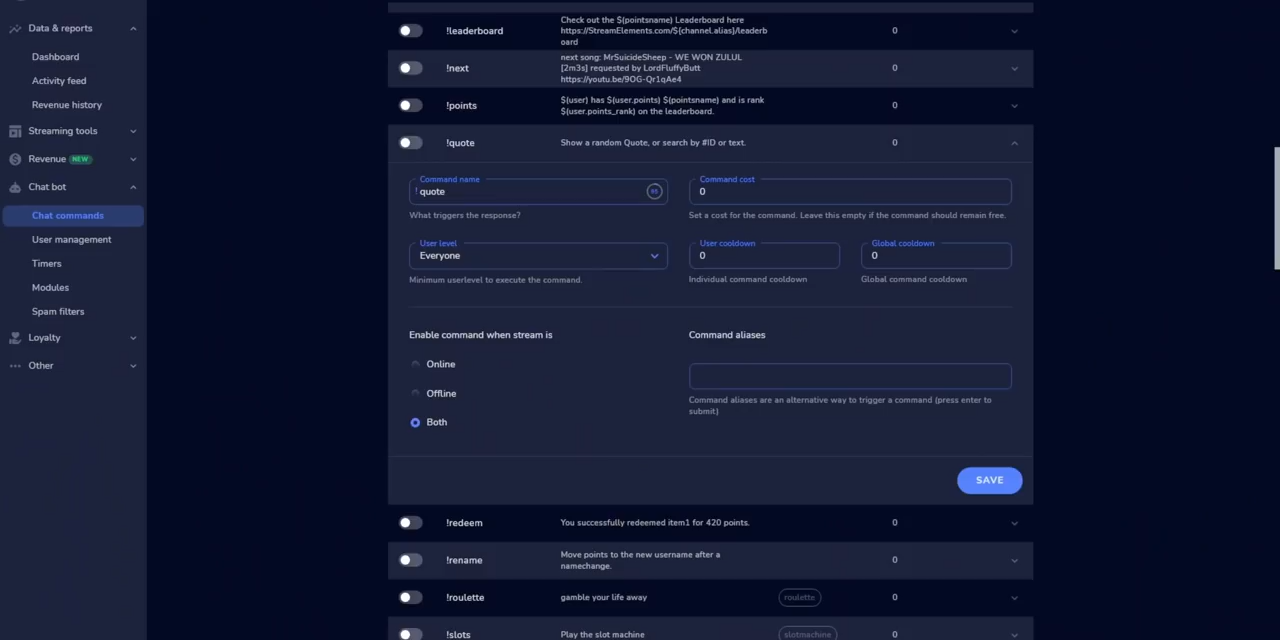 Data & reports
Dashboard
Activity feed
Revenue history
Streaming tools
Revenue NEW
Chat bot
Chat commands
User management
Timers
Modules
Spam filters
Loyalty
Other
!leaderboard
Check out the $(pointsname) Leaderboard here
https://StreamElements.com/${channel.alias}/leaderb
oard
0
!next
next song: MrSuicideSheep - WE WON ZULUL
[2m3s] requested by LordFluffyButt
https://youtu.be/9OG-Qr1qAe4
0
!points
$(user) has $(user.points) $(pointsname) and is rank
$(user.points_rank) on the leaderboard.
0
!quote
Show a random Quote, or search by #ID or text.
0
Command name
! quote
What triggers the response?
Command cost
0
Set a cost for the command. Leave this empty if the command should remain free.
User level
Everyone
Minimum userlevel to execute the command.
User cooldown
0
Individual command cooldown
Global cooldown
0
Global command cooldown
Enable command when stream is
Online
Offline
Both
Command aliases
Command aliases are an alternative way to trigger a command (press enter to
submit)
SAVE
!redeem
You successfully redeemed item1 for 420 points.
0
!rename
Move points to the new username after a
namechange.
0
!roulette
gamble your life away
roulette
0
!slots
Play the slot machine
slotmachine
0